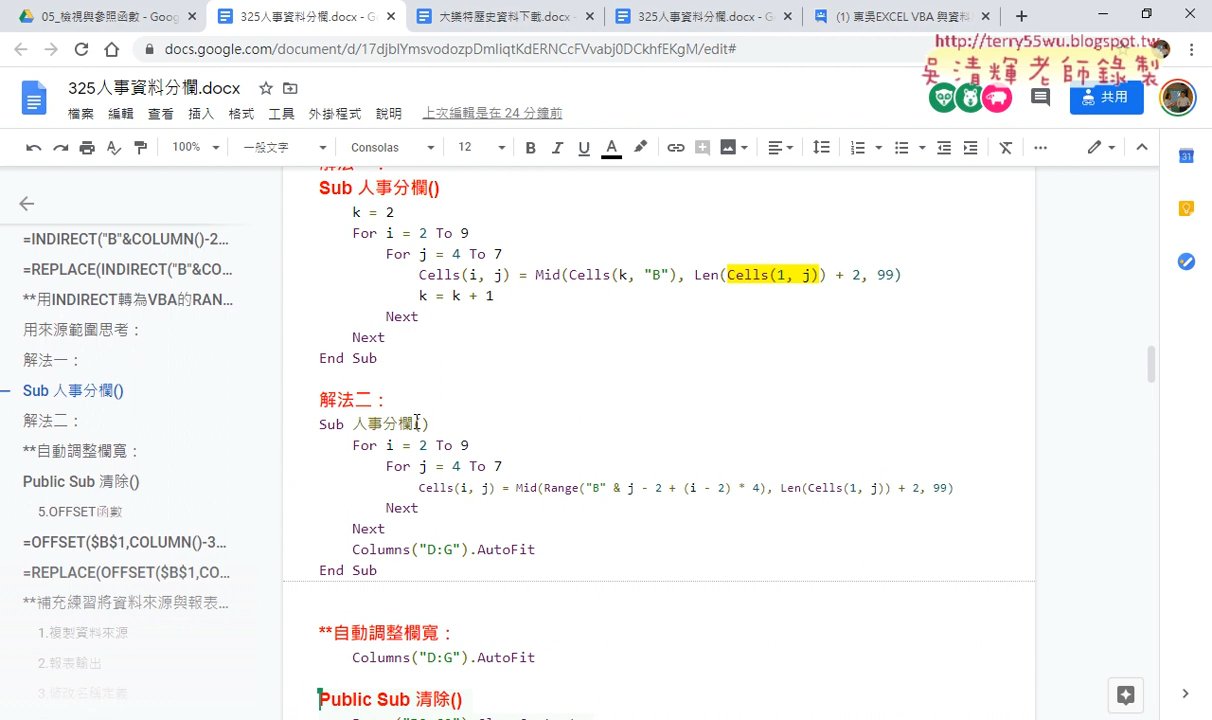 05_檢視與參照函數 - Goog
325人事資料分欄.docx - G
大樂特歷史資料下載.docx -
325人事資料分欄.docx - G
(1) 東吳EXCEL VBA 與資料
docs.google.com/document/d/17djblYmsvodozpDmliqtKdERNCcFVvabj0DCkhfEKgM/edit#
http://terry55wu.blogspot.tw
吳清輝老師錄製
325人事資料分欄.docx
檔案 編輯 查看 插入 格式 工具 外掛程式 說明 上次編輯是在 24 分鐘前
共用
100% 一般文字 Consolas 12 B I U A
=INDIRECT("B"&COLUMN()-2...
=REPLACE(INDIRECT("B"&CO...
**用INDIRECT轉為VBA的RAN...
用來源範圍思考：
解法一：
Sub 人事分欄()
解法二：
**自動調整欄寬：
Public Sub 清除()
5.OFFSET函數
=OFFSET($B$1,COLUMN()-3...
=REPLACE(OFFSET($B$1,CO...
**補充練習將資料來源與報表...
1.複製資料來源
2.報表輸出
3.修改名稱定義
Sub 人事分欄()
k = 2
For i = 2 To 9
For j = 4 To 7
Cells(i, j) = Mid(Cells(k, "B"), Len(Cells(1, j)) + 2, 99)
k = k + 1
Next
Next
End Sub
解法二：
Sub 人事分欄()
For i = 2 To 9
For j = 4 To 7
Cells(i, j) = Mid(Range("B" & j - 2 + (i - 2) * 4), Len(Cells(1, j)) + 2, 99)
Next
Next
Columns("D:G").AutoFit
End Sub
**自動調整欄寬：
Columns("D:G").AutoFit
Public Sub 清除()
31